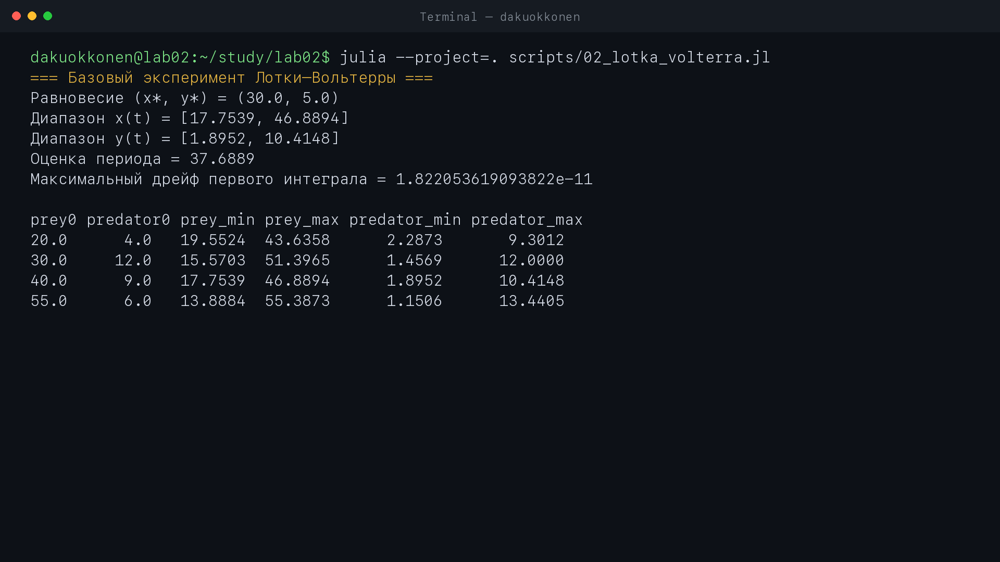 Terminal — dakuokkonen
dakuokkonen@lab02:~/study/lab02$ julia --project=. scripts/02_lotka_volterra.jl
=== Базовый эксперимент Лотки—Вольтерры ===
Равновесие (x*, y*) = (30.0, 5.0)
Диапазон x(t) = [17.7539, 46.8894]
Диапазон y(t) = [1.8952, 10.4148]
Оценка периода = 37.6889
Максимальный дрейф первого интеграла = 1.822053619093822e-11
prey0 predator0 prey_min prey_max predator_min predator_max
20.0 4.0 19.5524 43.6358 2.2873 9.3012
30.0 12.0 15.5703 51.3965 1.4569 12.0000
40.0 9.0 17.7539 46.8894 1.8952 10.4148
55.0 6.0 13.8884 55.3873 1.1506 13.4405